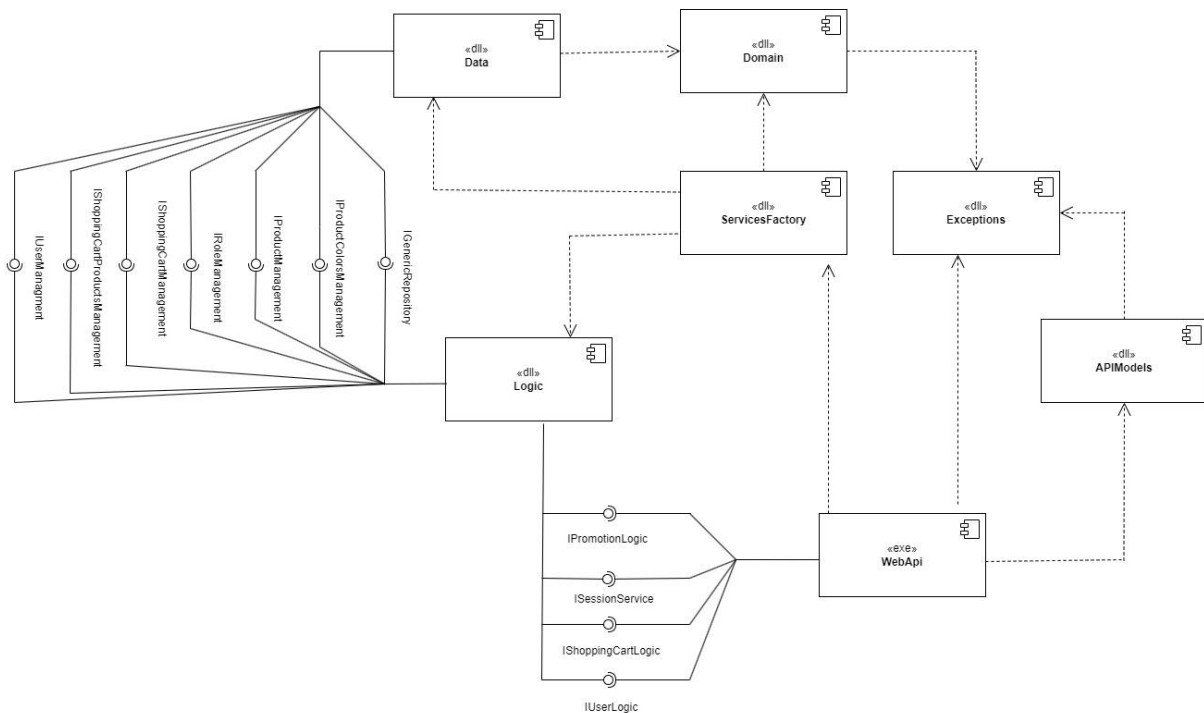 «dll»
Data
«dll»
Domain
«dll»
ServicesFactory
«dll»
Exceptions
IUserManagment
IShoppingCartProductsManagement
IShoppingCartManagement
IRoleManagement
IProductManagement
IProductColorsManagement
IGenericRepository
«dll»
Logic
«dll»
APIModels
IPromotionLogic
ISessionService
IShoppingCartLogic
IUserLogic
«exe»
WebApi